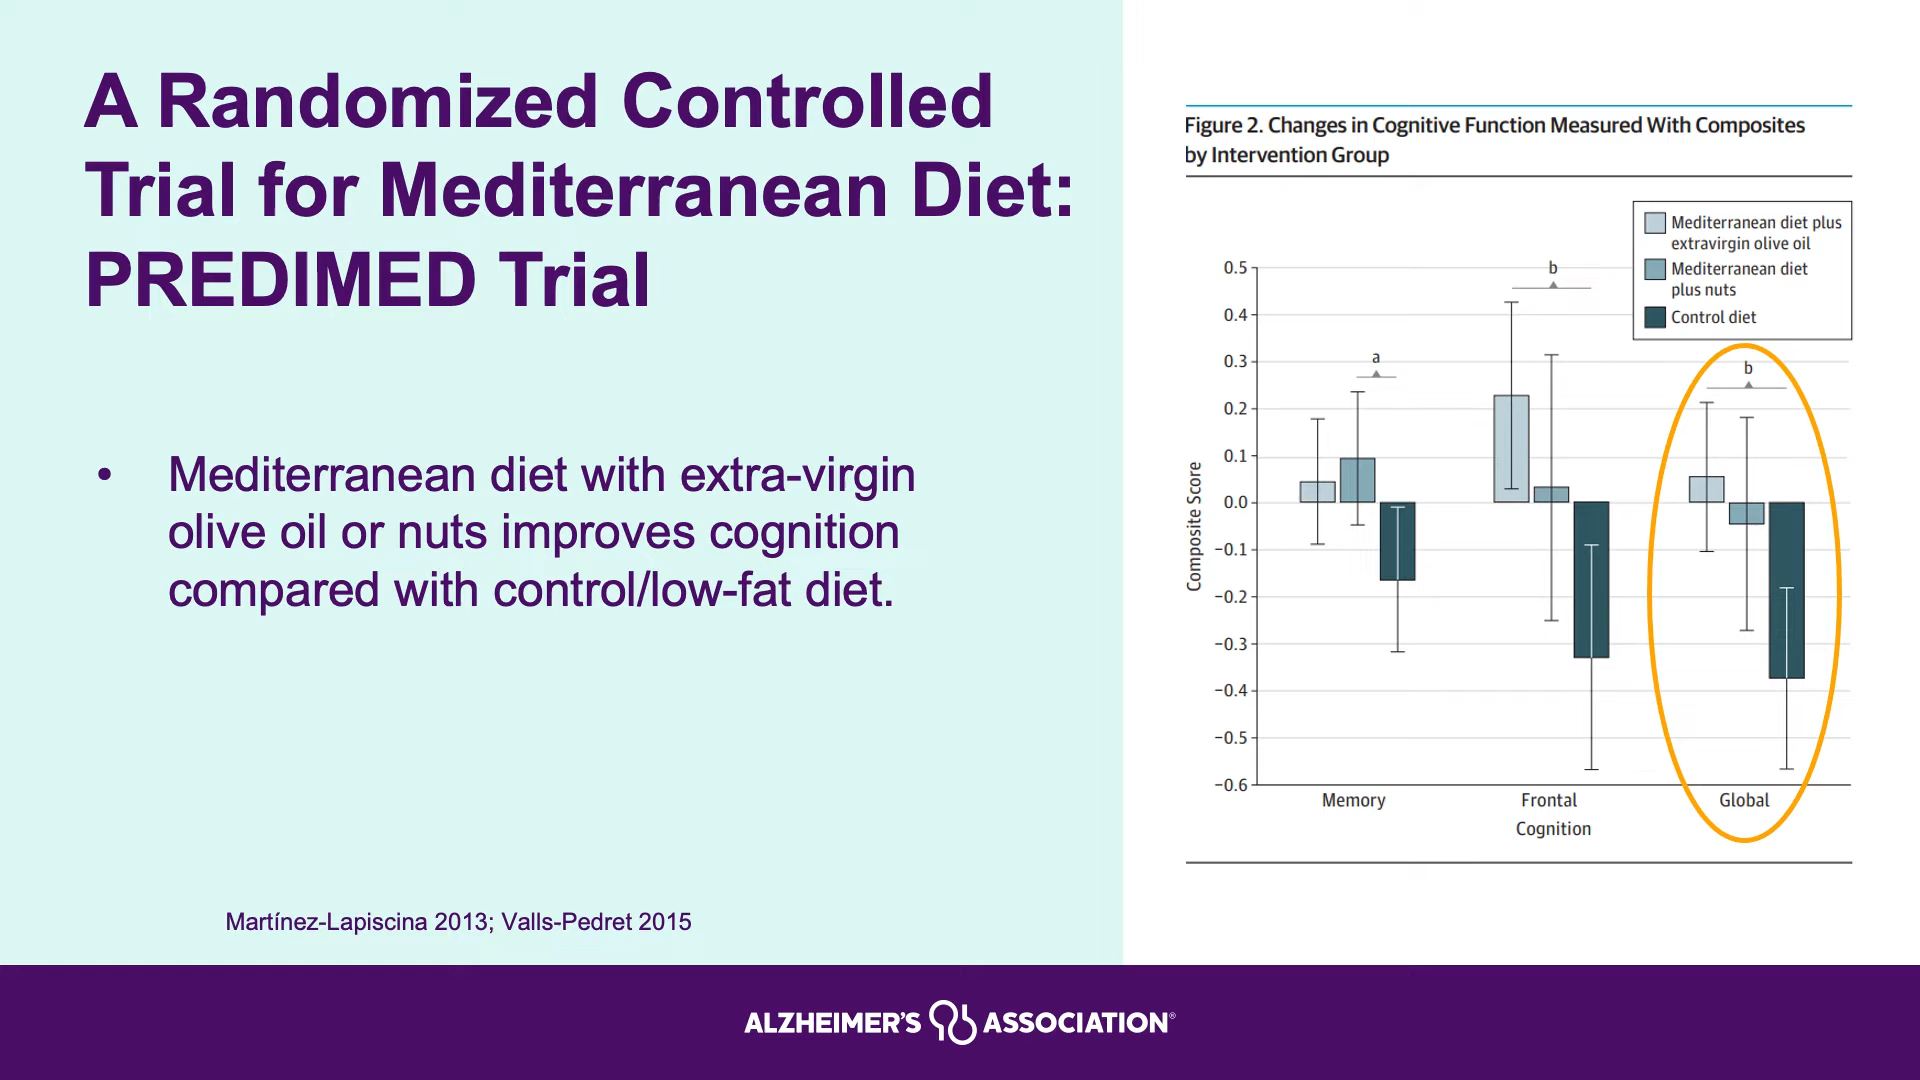 A Randomized Controlled
Trial for Mediterranean Diet:
PREDIMED Trial
• Mediterranean diet with extra-virgin
olive oil or nuts improves cognition
compared with control/low-fat diet.
Martínez-Lapiscina 2013; Valls-Pedret 2015
Figure 2. Changes in Cognitive Function Measured With Composites
by Intervention Group
Mediterranean diet plus
extravirgin olive oil
Mediterranean diet
plus nuts
Control diet
Composite Score
0.5
0.4
0.3
0.2
0.1
0.0
−0.1
−0.2
−0.3
−0.4
−0.5
−0.6
a
b
b
Memory
Frontal
Global
Cognition
ALZHEIMER'S ASSOCIATION®